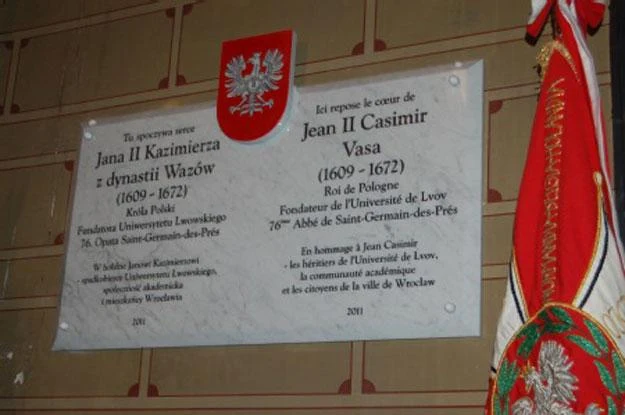 Tu spoczywa serce
Jana II Kazimierza
z dynastii Wazów
(1609 - 1672)
Króla Polski
Fundatora Uniwersytetu Lwowskiego
76. Opata Saint-Germain-des-Prés
W hołdzie Janowi Kazimierzowi
- spadkobiercy Uniwersytetu Lwowskiego,
społeczność akademicka
i mieszkańcy Wrocławia
2011
Ici repose le cœur de
Jean II Casimir
Vasa
(1609 - 1672)
Roi de Pologne
Fondateur de l'Université de Lvov
76ème Abbé de Saint-Germain-des-Prés
En hommage à Jean Casimir
- les héritiers de l'Université de Lvov,
la communauté académique
et les citoyens de la ville de Wrocław
2011